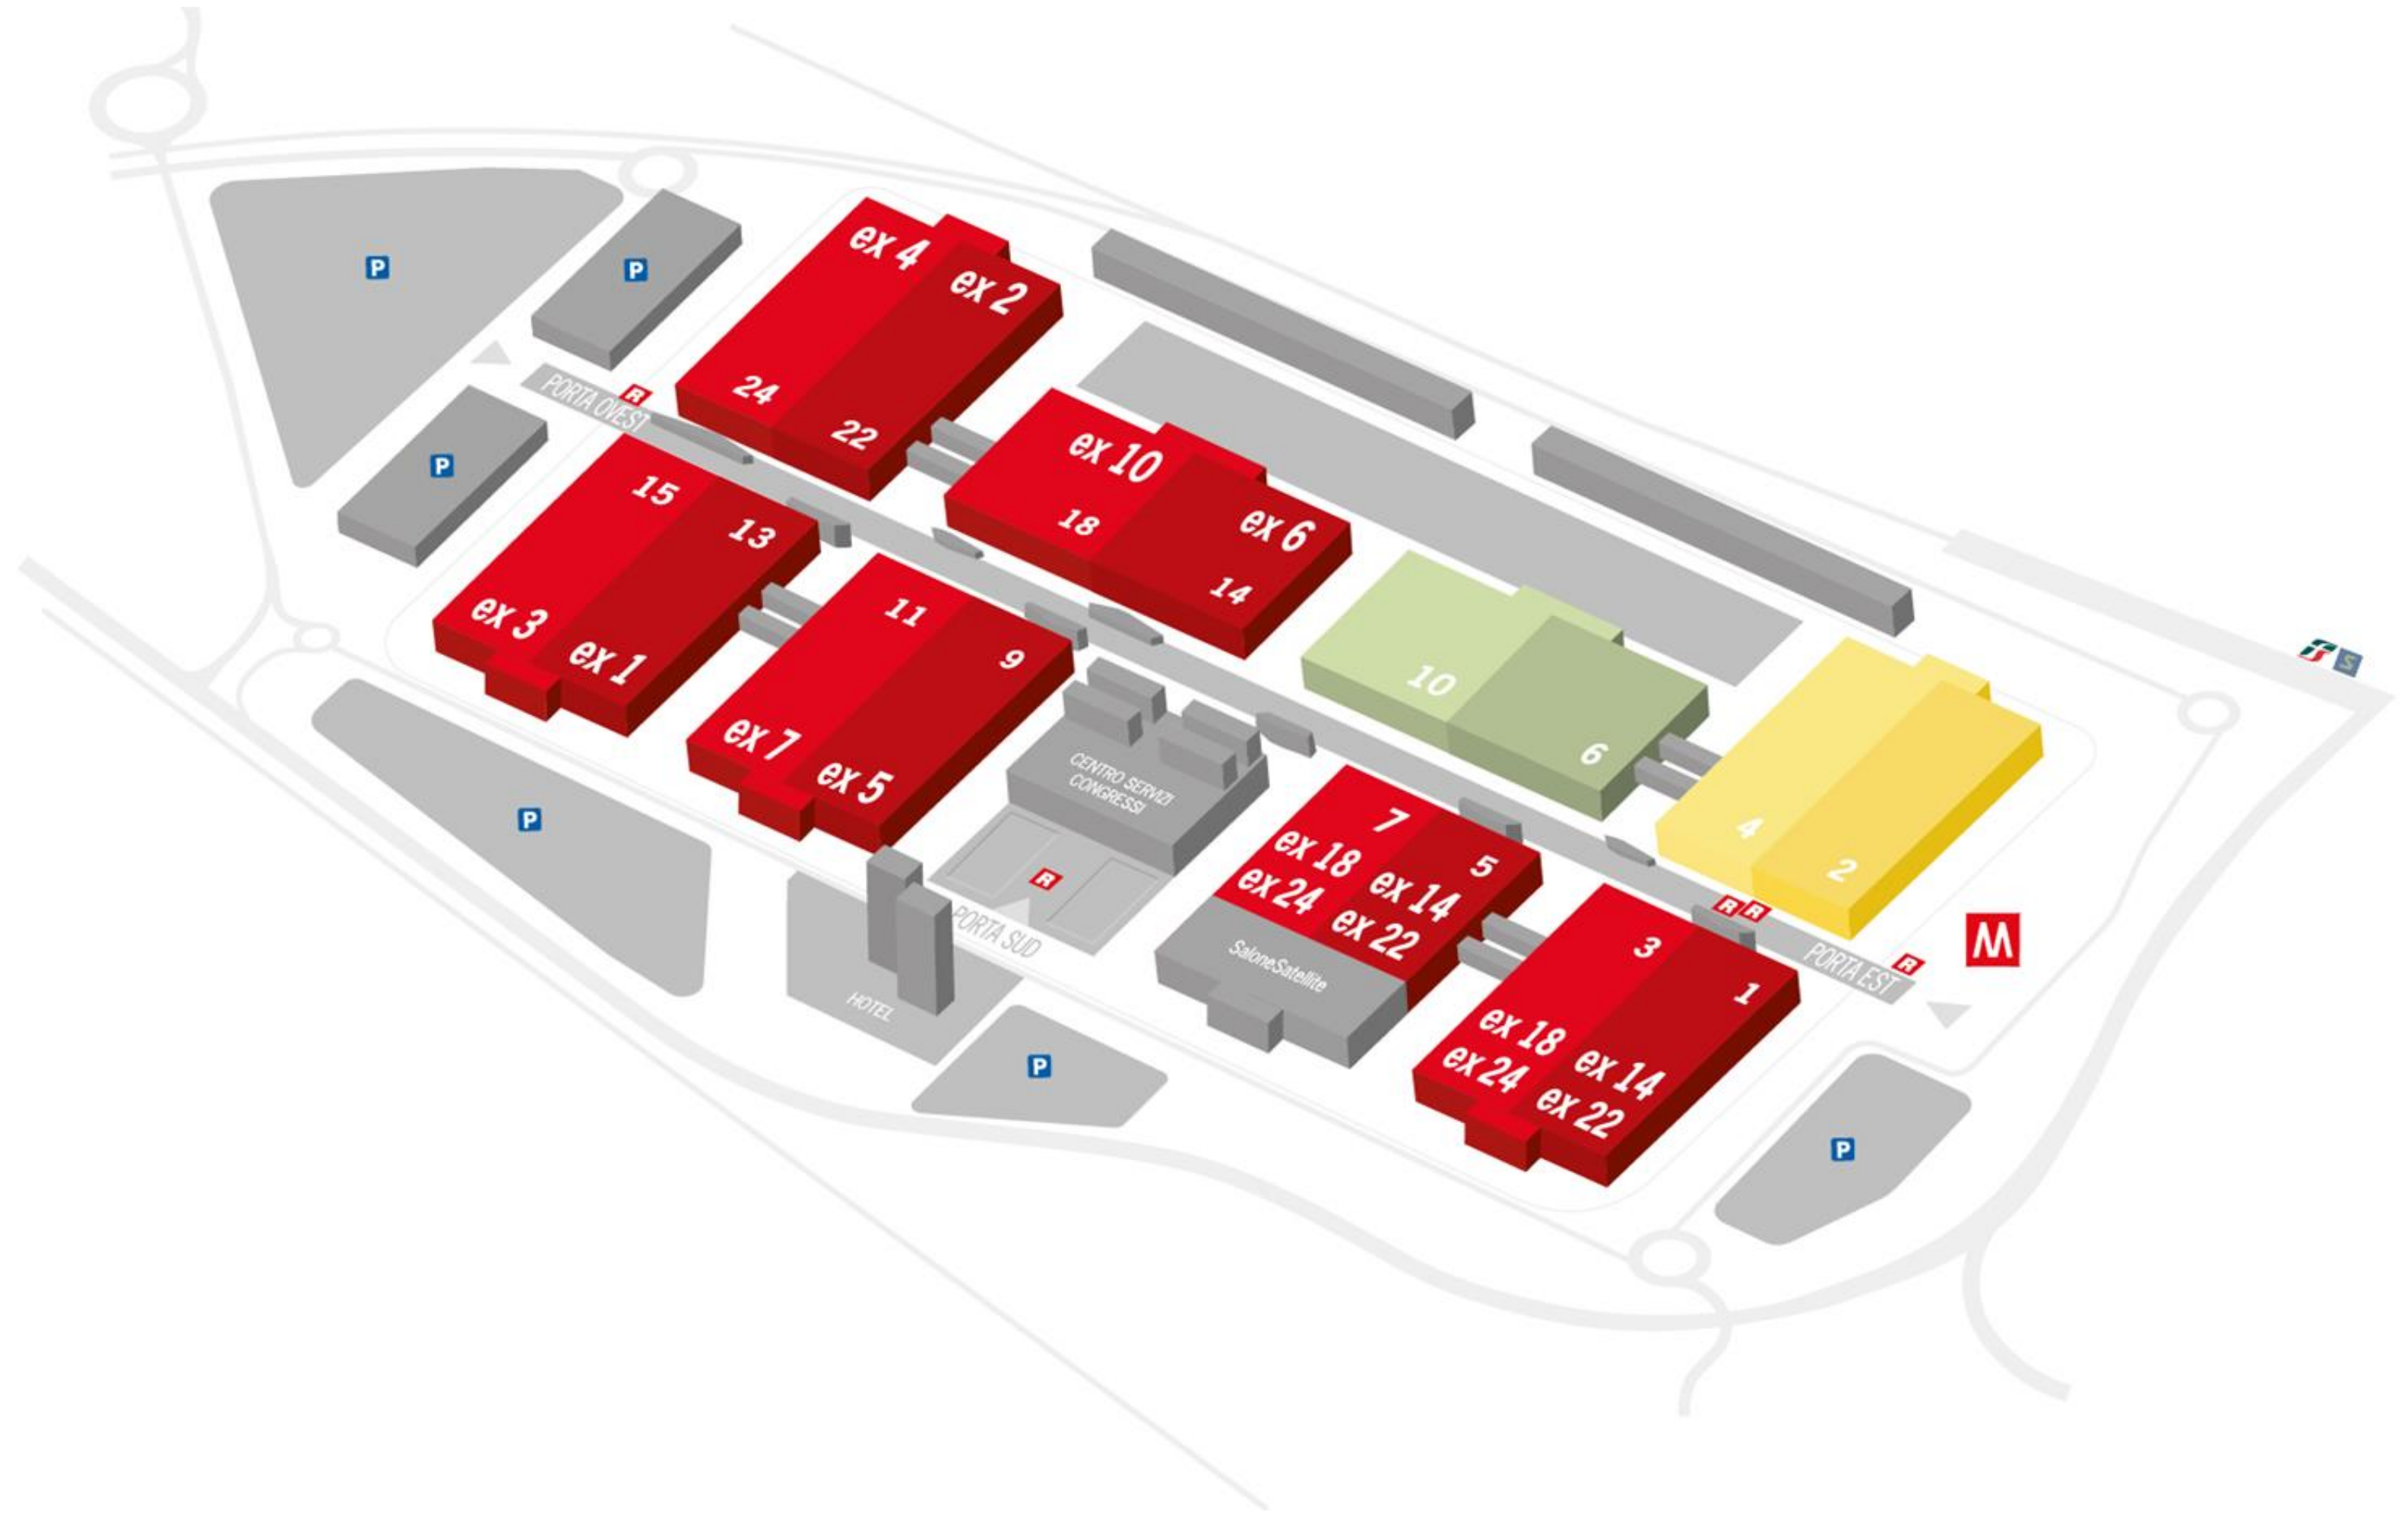 P
P
P
P
P
P
ex 4
ex 2
24
22
PORTA OVEST
R
ex 10
ex 6
18
14
15
13
ex 3
ex 1
11
9
ex 7
ex 5
10
6
4
2
CENTRO SERVIZI
CONGRESSI
R
PORTA SUD
HOTEL
7
5
ex 18
ex 14
ex 24
ex 22
SaloneSatellite
3
1
ex 18
ex 14
ex 24
ex 22
R
R
PORTA EST
R
M
fs
S